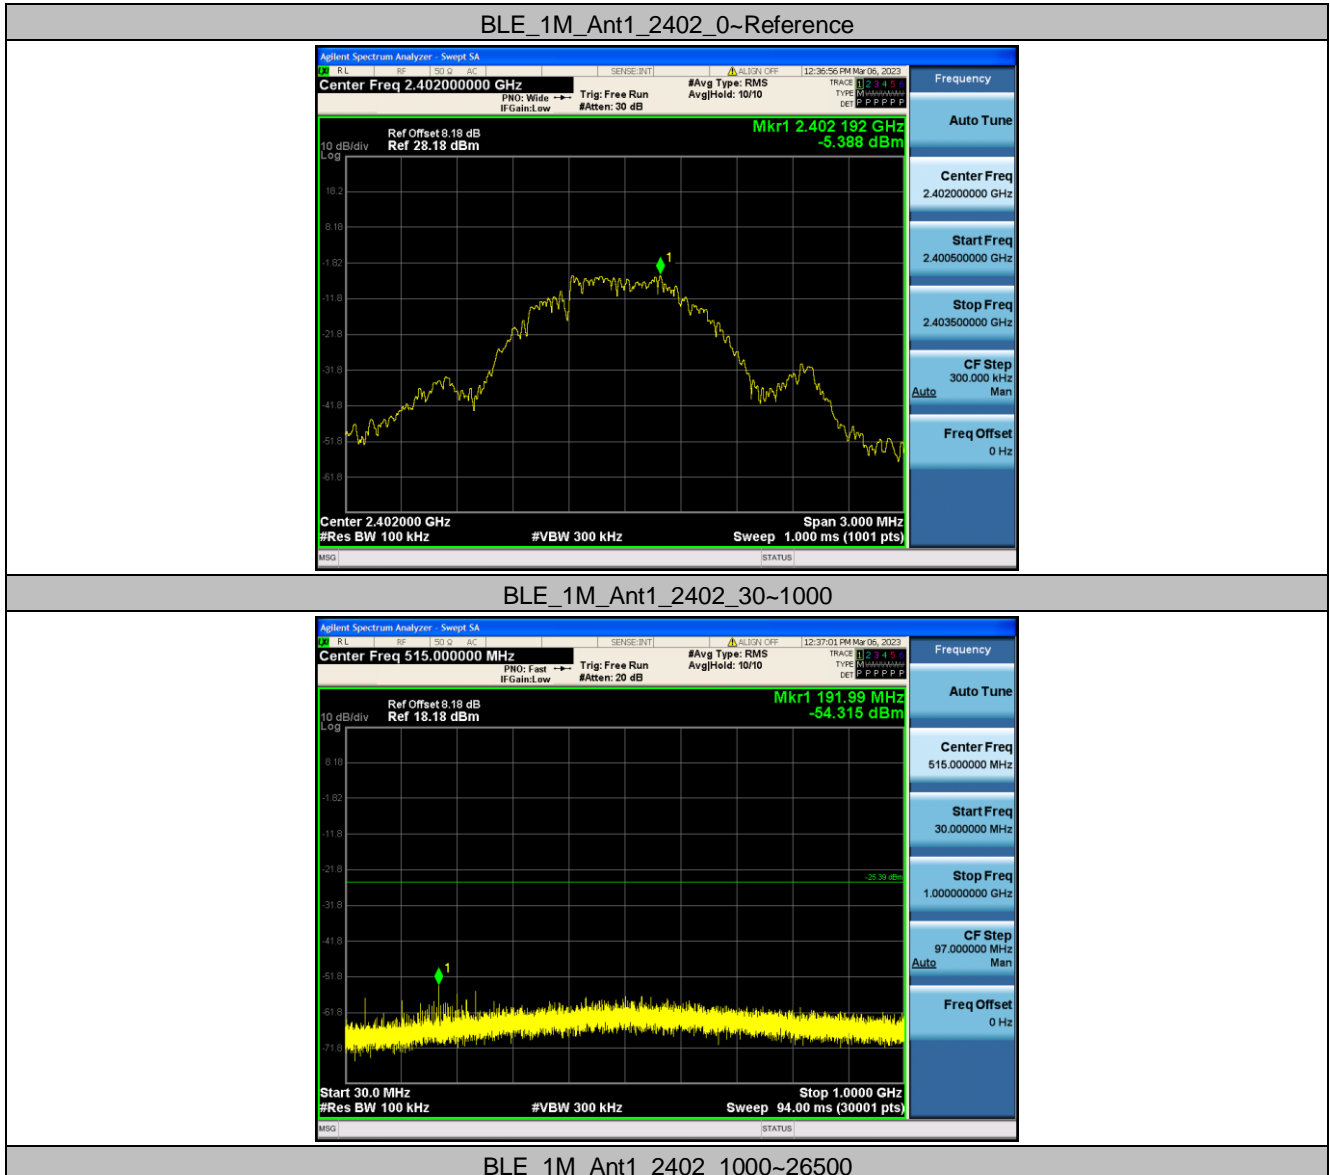 BLE_1M_Ant1_2402_0~Reference
Agilent Spectrum Analyzer - Swept SA
RL RF 50 Ω AC SENSE:INT ALIGN OFF 12:36:56 PM Mar 06, 2023
Center Freq 2.402000000 GHz
PNO: Wide
IFGain:Low
Trig: Free Run
#Atten: 30 dB
#Avg Type: RMS
Avg|Hold: 10/10
TRACE 1 2 3 4 5 6
TYPE M
DET P P P P P P
Frequency
Mkr1 2.402 192 GHz
-5.388 dBm
Ref Offset 8.18 dB
10 dB/div Ref 28.18 dBm
Log
18.2
8.18
-1.82
-11.8
-21.8
-31.8
-41.8
-51.8
-61.8
1
Center 2.402000 GHz Span 3.000 MHz
#Res BW 100 kHz #VBW 300 kHz Sweep 1.000 ms (1001 pts)
MSG STATUS
Auto Tune
Center Freq
2.402000000 GHz
Start Freq
2.400500000 GHz
Stop Freq
2.403500000 GHz
CF Step
300.000 kHz
Auto Man
Freq Offset
0 Hz
BLE_1M_Ant1_2402_30~1000
Agilent Spectrum Analyzer - Swept SA
RL RF 50 Ω AC SENSE:INT ALIGN OFF 12:37:01 PM Mar 06, 2023
Center Freq 515.000000 MHz
PNO: Fast
IFGain:Low
Trig: Free Run
#Atten: 20 dB
#Avg Type: RMS
Avg|Hold: 10/10
TRACE 1 2 3 4 5 6
TYPE M
DET P P P P P P
Frequency
Mkr1 191.99 MHz
-54.315 dBm
Ref Offset 8.18 dB
10 dB/div Ref 18.18 dBm
Log
8.18
-1.82
-11.8
-21.8
-31.8
-41.8
-51.8
-61.8
-71.8
-25.39 dBm
1
Start 30.0 MHz Stop 1.0000 GHz
#Res BW 100 kHz #VBW 300 kHz Sweep 94.00 ms (30001 pts)
MSG STATUS
Auto Tune
Center Freq
515.000000 MHz
Start Freq
30.000000 MHz
Stop Freq
1.000000000 GHz
CF Step
97.000000 MHz
Auto Man
Freq Offset
0 Hz
BLE_1M_Ant1_2402_1000~26500